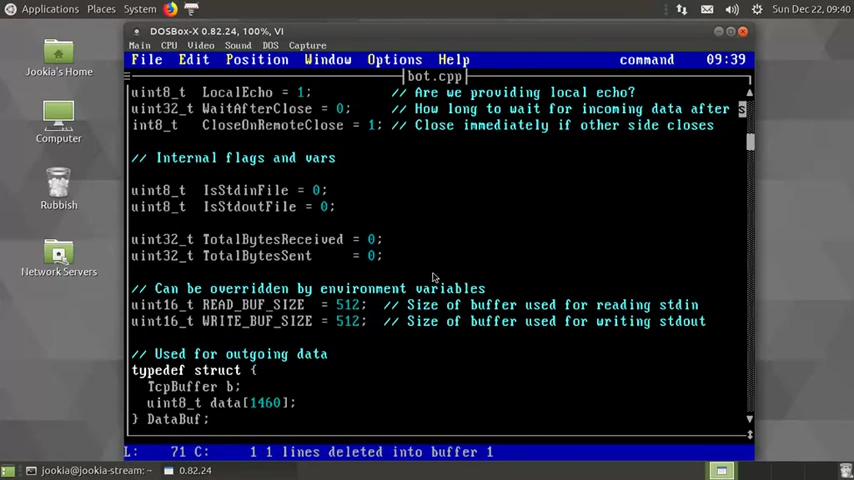 Applications Places System Sun Dec 22, 09:40
DOSBox-X 0.82.24, 100%, VI
Main CPU Video Sound DOS Capture
File Edit Position Window Options Help command 09:39
bot.cpp
uint8_t LocalEcho = 1; // Are we providing local echo?
uint32_t WaitAfterClose = 0; // How long to wait for incoming data after s
int8_t CloseOnRemoteClose = 1; // Close immediately if other side closes
// Internal flags and vars
uint8_t IsStdinFile = 0;
uint8_t IsStdoutFile = 0;
uint32_t TotalBytesReceived = 0;
uint32_t TotalBytesSent = 0;
// Can be overridden by environment variables
uint16_t READ_BUF_SIZE = 512; // Size of buffer used for reading stdin
uint16_t WRITE_BUF_SIZE = 512; // Size of buffer used for writing stdout
// Used for outgoing data
typedef struct {
TcpBuffer b;
uint8_t data[1460];
} DataBuf;
L: 71 C: 1 1 lines deleted into buffer 1
Jookia's Home
Computer
Rubbish
Network Servers
jookia@jookia-stream: ~ 0.82.24